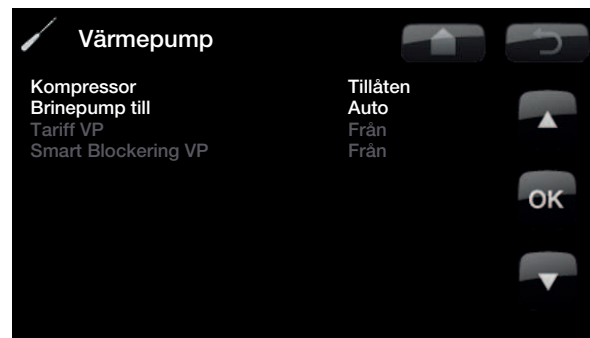 Värmepump
Kompressor Tillåten
Brinepump till Auto
Tariff VP Från
Smart Blockering VP Från
OK